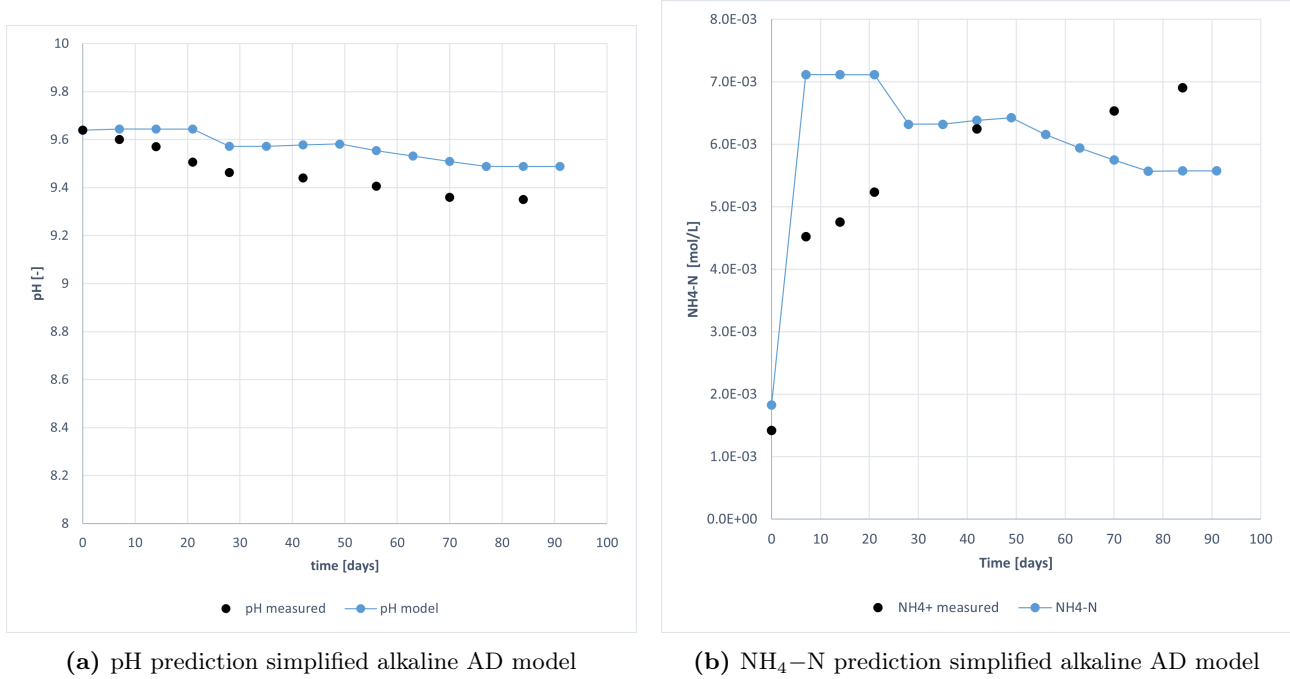 10
9.8
9.6
9.4
9.2
9
8.8
8.6
8.4
8.2
8
pH [-]
0 10 20 30 40 50 60 70 80 90 100
time [days]
pH measured pH model
(a) pH prediction simplified alkaline AD model
8.0E-03
7.0E-03
6.0E-03
5.0E-03
4.0E-03
3.0E-03
2.0E-03
1.0E-03
0.0E+00
NH4-N [mol/L]
0 10 20 30 40 50 60 70 80 90 100
Time [days]
NH4+ measured NH4-N
(b) NH₄−N prediction simplified alkaline AD model